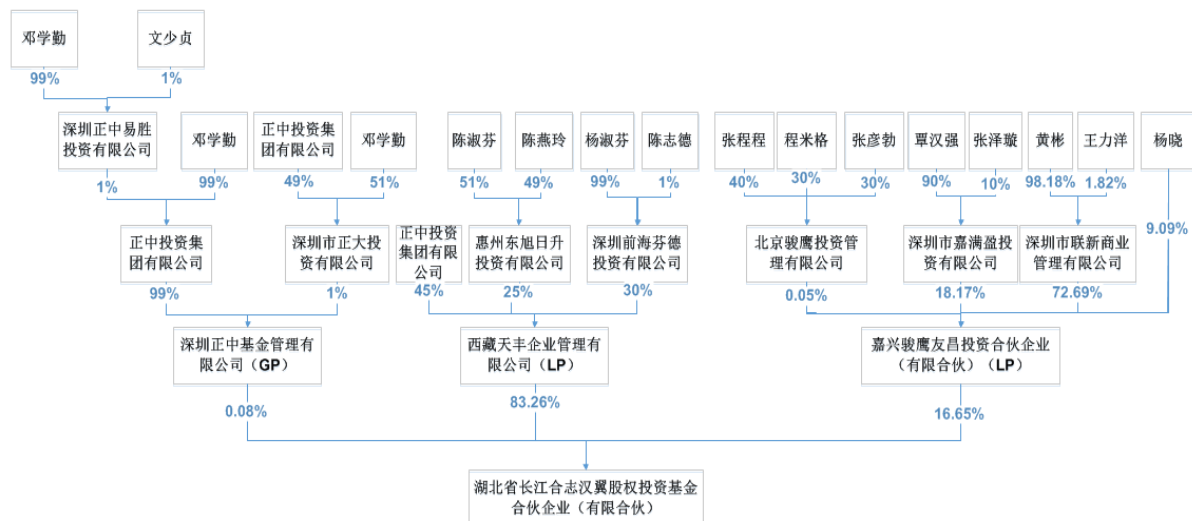 邓学勤
文少贞
99%
1%
深圳正中易胜
投资有限公司
邓学勤
正中投资集
团有限公司
邓学勤
陈淑芬
陈燕玲
杨淑芬
陈志德
张程程
程米格
张彦勃
覃汉强
张泽璇
黄彬
王力洋
杨晓
1%
99%
49%
51%
51%
49%
99%
1%
40%
30%
30%
90%
10%
98.18%
1.82%
9.09%
正中投资集
团有限公司
深圳市正大投
资有限公司
正中投资
集团有限公
司
惠州东旭日升
投资有限公司
深圳前海芬德
投资有限公司
北京骏鹰投资管
理有限公司
深圳市嘉满盈投
资有限公司
深圳市联新商业
管理有限公司
99%
1%
45%
25%
30%
0.05%
18.17%
72.69%
深圳正中基金管理有
限公司（GP）
西藏天丰企业管理有
限公司（LP）
嘉兴骏鹰友昌投资合伙企业
（有限合伙）（LP）
0.08%
83.26%
16.65%
湖北省长江合志汉翼股权投资基金
合伙企业（有限合伙）